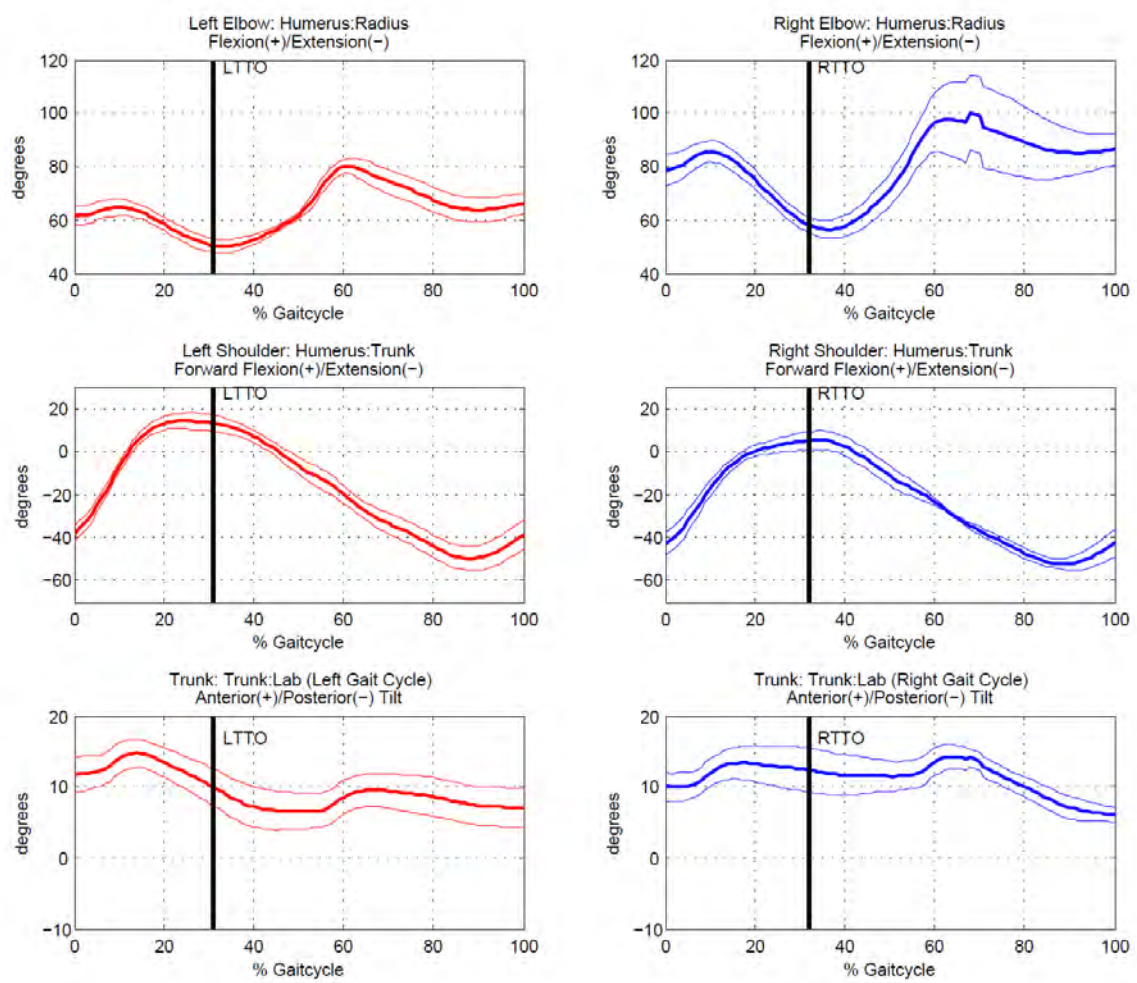 Left Elbow: Humerus:Radius
Flexion(+)/Extension(−)
LTTO
120
100
80
60
40
degrees
0 20 40 60 80 100
% Gaitcycle
Right Elbow: Humerus:Radius
Flexion(+)/Extension(−)
RTTO
120
100
80
60
40
degrees
0 20 40 60 80 100
% Gaitcycle
Left Shoulder: Humerus:Trunk
Forward Flexion(+)/Extension(−)
LTTO
20
0
−20
−40
−60
degrees
0 20 40 60 80 100
% Gaitcycle
Right Shoulder: Humerus:Trunk
Forward Flexion(+)/Extension(−)
RTTO
20
0
−20
−40
−60
degrees
0 20 40 60 80 100
% Gaitcycle
Trunk: Trunk:Lab (Left Gait Cycle)
Anterior(+)/Posterior(−) Tilt
LTTO
20
10
0
−10
degrees
0 20 40 60 80 100
% Gaitcycle
Trunk: Trunk:Lab (Right Gait Cycle)
Anterior(+)/Posterior(−) Tilt
RTTO
20
10
0
−10
degrees
0 20 40 60 80 100
% Gaitcycle